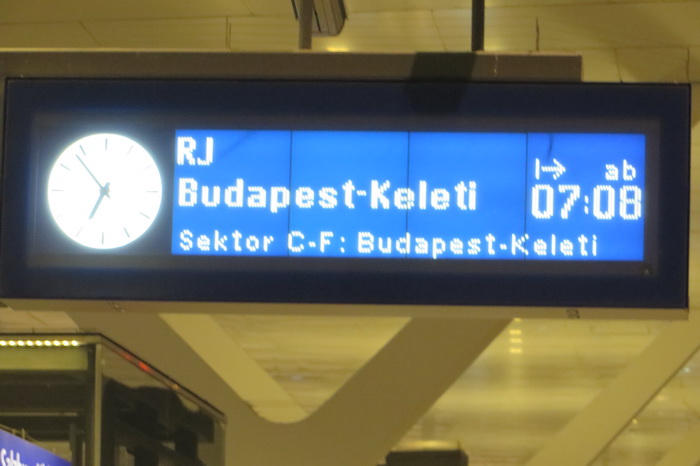 RJ
ab
Budapest-Keleti
07:08
Sektor C-F: Budapest-Keleti